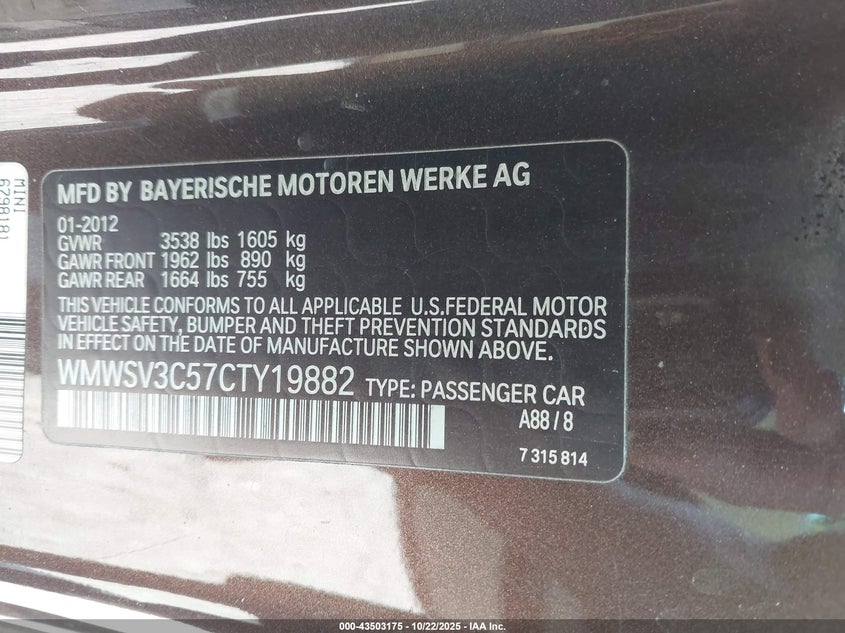 MINI
6298181
MFD BY BAYERISCHE MOTOREN WERKE AG
01-2012
GVWR 3538 lbs 1605 kg
GAWR FRONT 1962 lbs 890 kg
GAWR REAR 1664 lbs 755 kg
THIS VEHICLE CONFORMS TO ALL APPLICABLE U.S.FEDERAL MOTOR
VEHICLE SAFETY, BUMPER AND THEFT PREVENTION STANDARDS
IN EFFECT ON THE DATE OF MANUFACTURE SHOWN ABOVE.
WMWSV3C57CTY19882 TYPE: PASSENGER CAR
A88 / 8
7 315 814
000-43503175 - 10/22/2025 - IAA Inc.